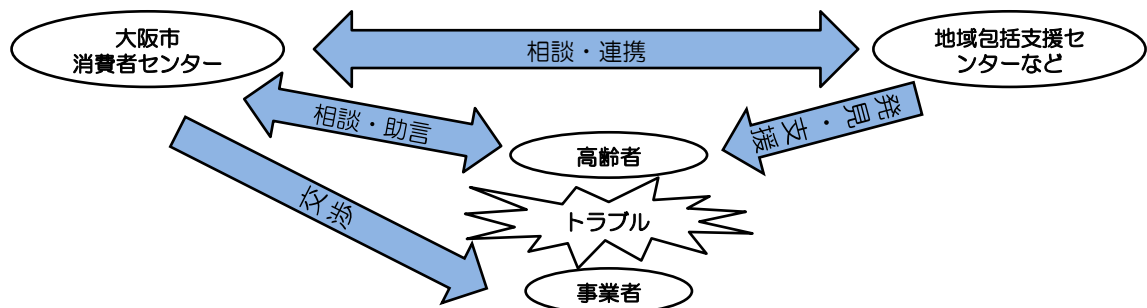 大阪市
消費者センター
相談・連携
地域包括支援セ
ンターなど
相談・助言
発見・支
援
高齢者
交渉
トラブル
事業者